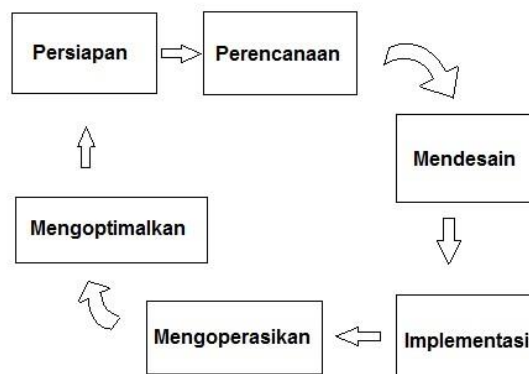 Persiapan
Perencanaan
Mendesain
Implementasi
Mengoperasikan
Mengoptimalkan